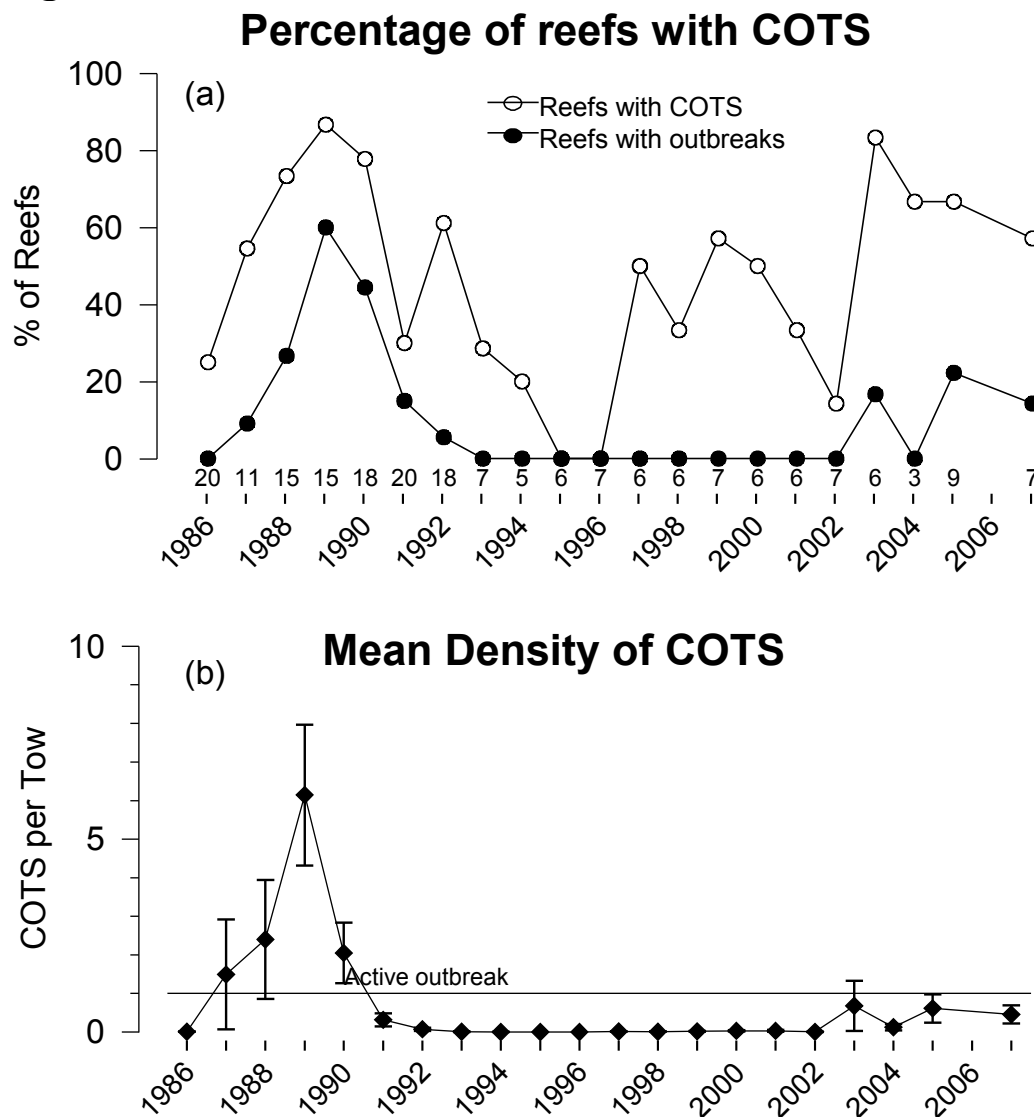 Percentage of reefs with COTS
100
(a)
Reefs with COTS
Reefs with outbreaks
80
60
40
20
0
% of Reefs
20 11 15 15 18 20 18 7 5 6 7 6 6 7 6 6 7 6 3 9 7
1986 1988 1990 1992 1994 1996 1998 2000 2002 2004 2006
Mean Density of COTS
10
(b)
5
0
COTS per Tow
Active outbreak
1986 1988 1990 1992 1994 1996 1998 2000 2002 2004 2006